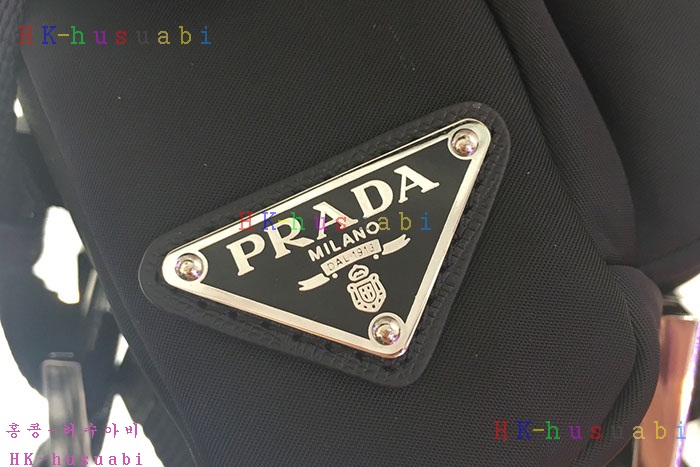 HK-husuabi
PRADA
HK-husuabi
MILANO
DAL 1913
HK-husuabi
홍콩-허수아비
HK-husuabi